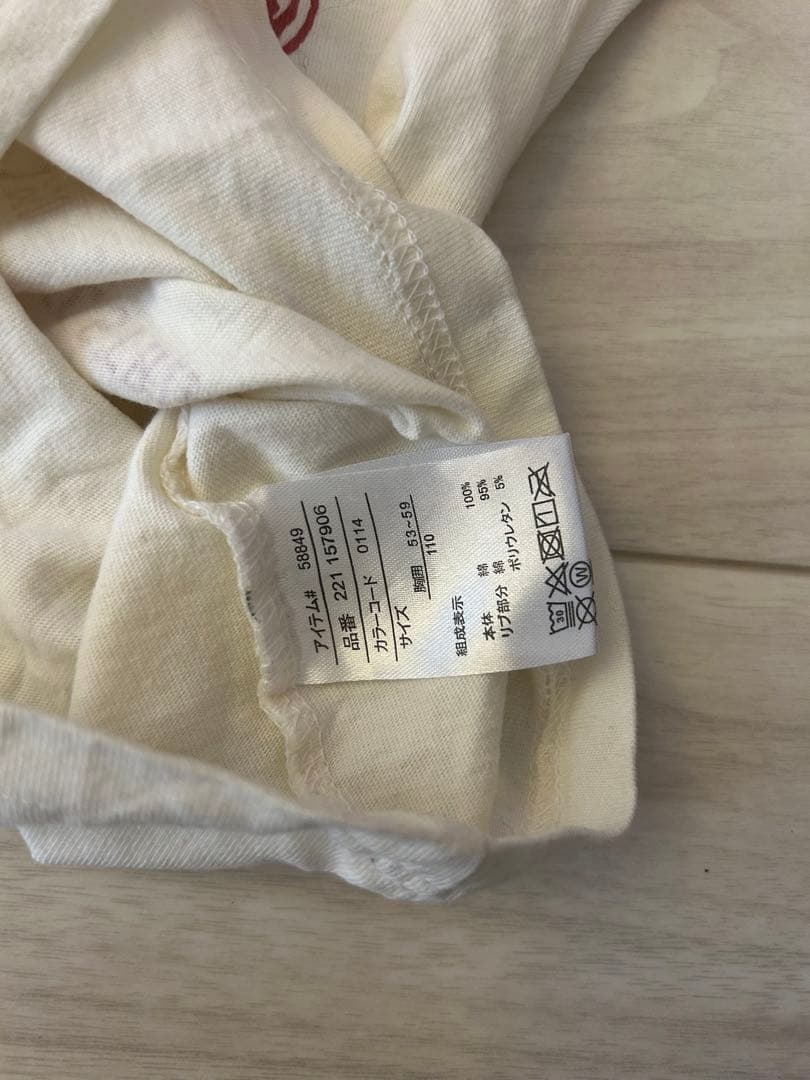 アイテム# 58849
品番 221 157906
カラーコード 0114
サイズ 胸囲 53~59
110
組成表示
本体 綿 100%
リブ部分 綿 95%
ポリウレタン 5%
30
W